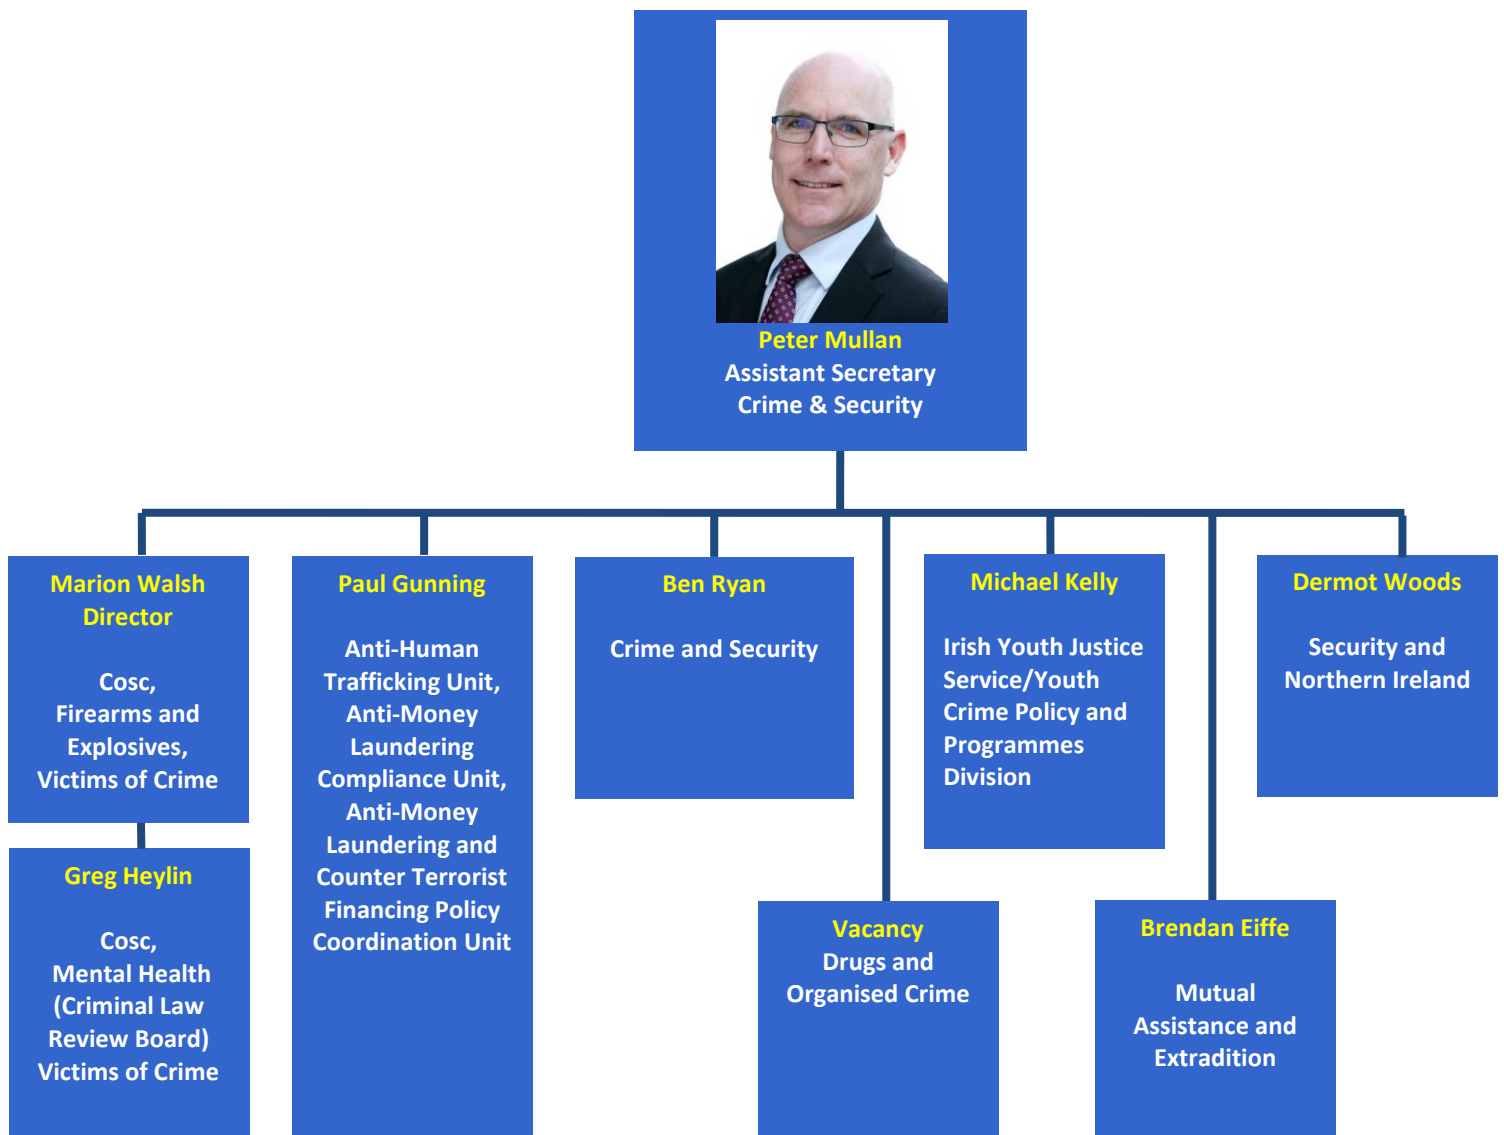 Peter Mullan
Assistant Secretary
Crime & Security
Marion Walsh
Director
Cosc,
Firearms and
Explosives,
Victims of Crime
Greg Heylin
Cosc,
Mental Health
(Criminal Law
Review Board)
Victims of Crime
Paul Gunning
Anti-Human
Trafficking Unit,
Anti-Money
Laundering
Compliance Unit,
Anti-Money
Laundering and
Counter Terrorist
Financing Policy
Coordination Unit
Ben Ryan
Crime and Security
Vacancy
Drugs and
Organised Crime
Michael Kelly
Irish Youth Justice
Service/Youth
Crime Policy and
Programmes
Division
Brendan Eiffe
Mutual
Assistance and
Extradition
Dermot Woods
Security and
Northern Ireland